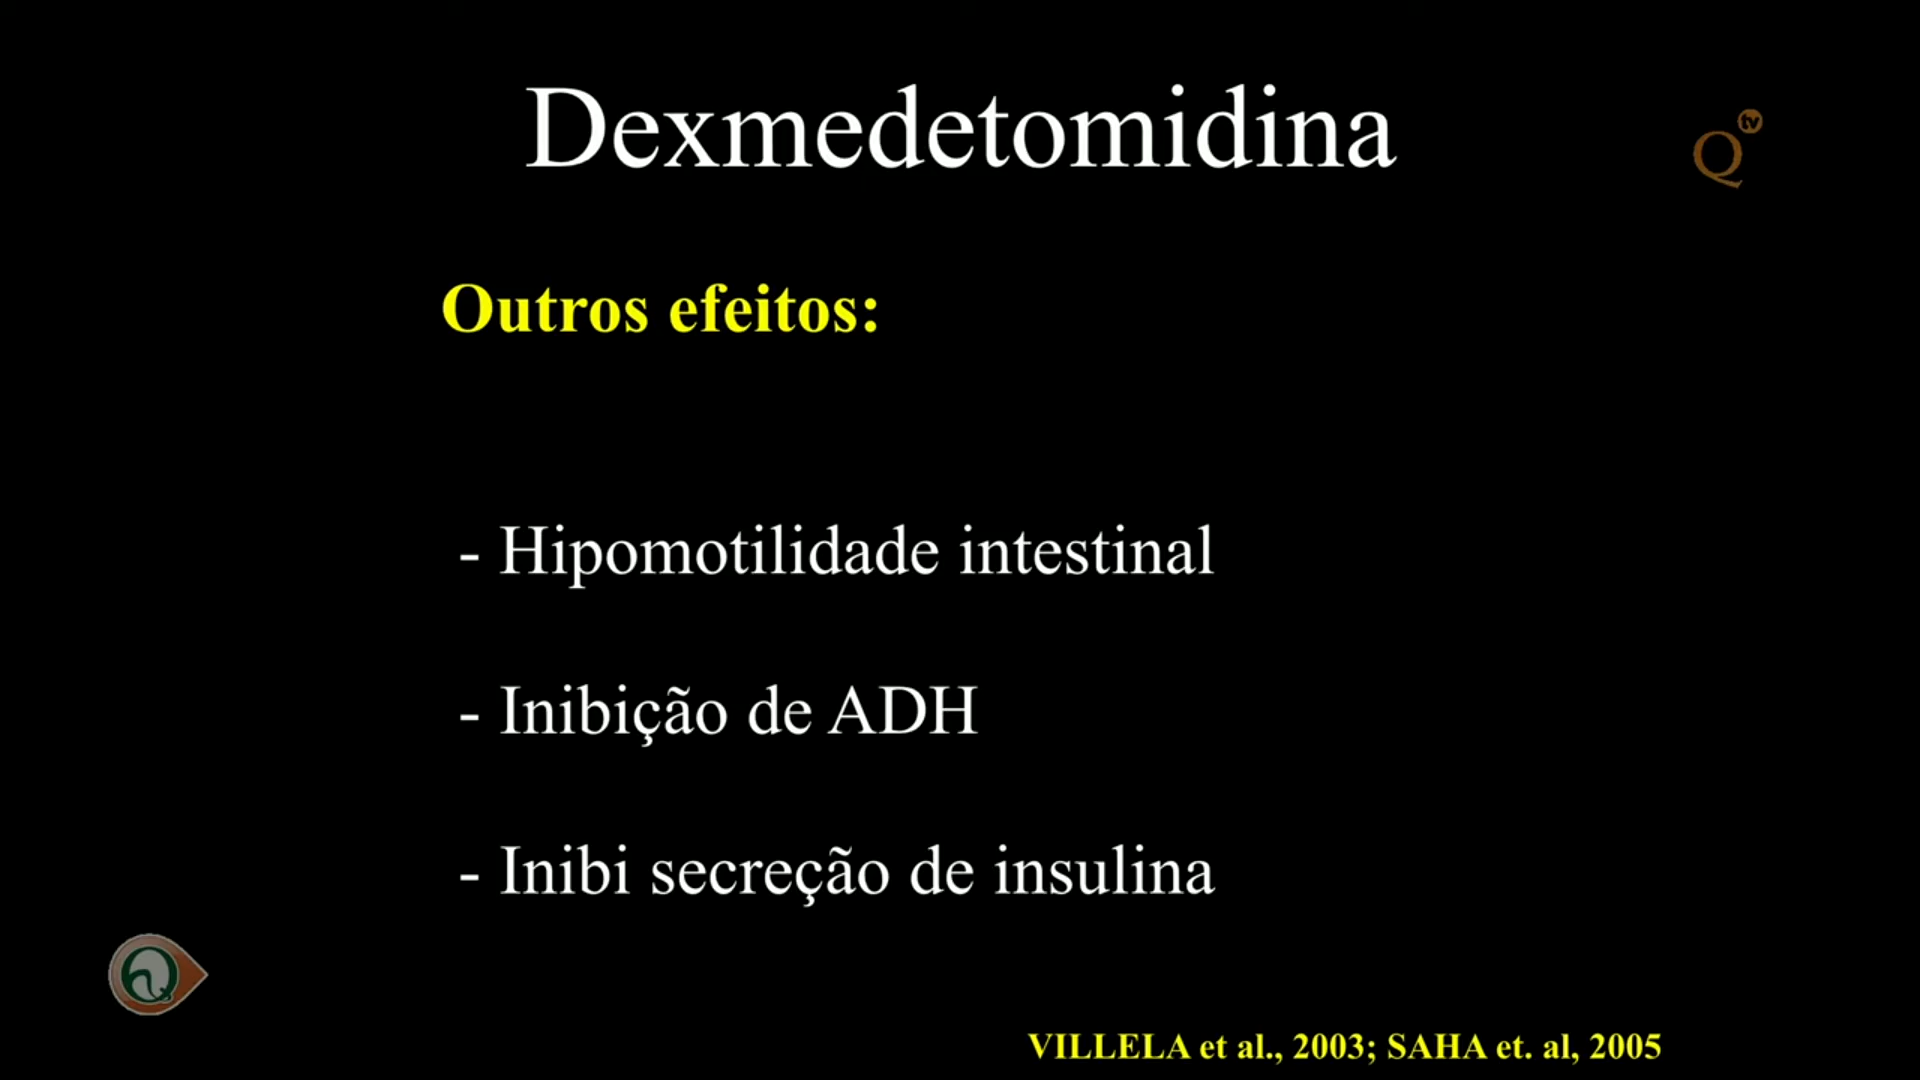 Dexmedetomidina
Q tv
Outros efeitos:
- Hipomotilidade intestinal
- Inibição de ADH
- Inibi secreção de insulina
VILLELA et al., 2003; SAHA et. al, 2005